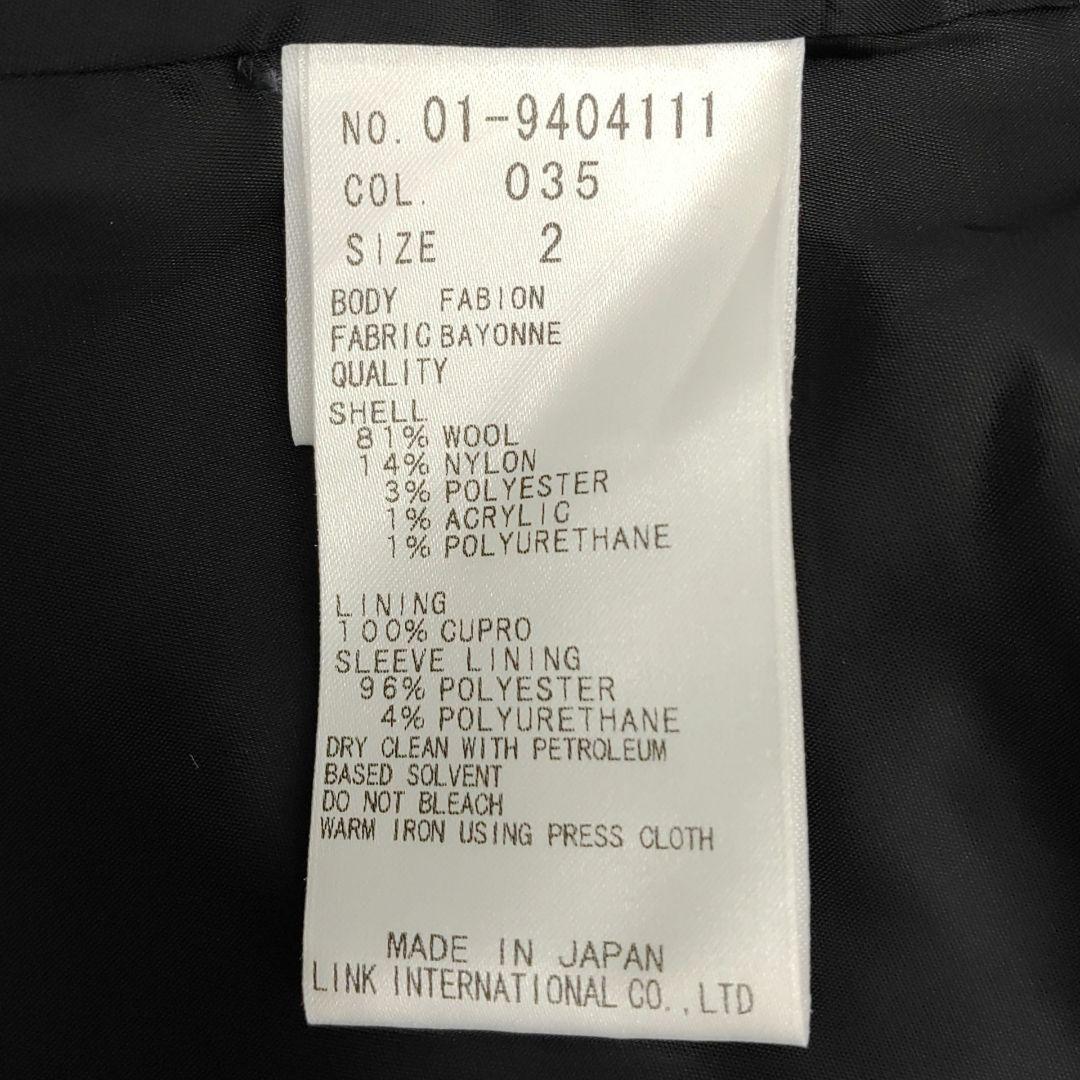 NO. 01-9404111
COL. 035
SIZE 2
BODY FABION
FABRIC BAYONNE
QUALITY
SHELL
81% WOOL
14% NYLON
3% POLYESTER
1% ACRYLIC
1% POLYURETHANE
LINING
100% CUPRO
SLEEVE LINING
96% POLYESTER
4% POLYURETHANE
DRY CLEAN WITH PETROLEUM
BASED SOLVENT
DO NOT BLEACH
WARM IRON USING PRESS CLOTH
MADE IN JAPAN
LINK INTERNATIONAL CO.,LTD